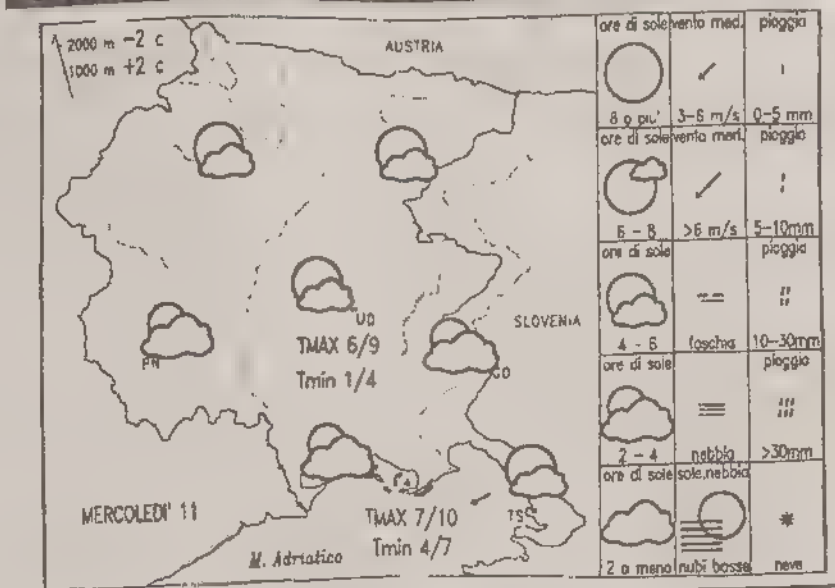 2000 m -2 c
1000 m +2 c
AUSTRIA
SLOVENIA
UD
TMAX 6/9
Tmin 1/4
PN
GO
MERCOLEDI' 11
TMAX 7/10
Tmin 4/7
TS
M. Adriatico
ore di sole vento med. pioggia
8 o piu' 3-6 m/s 0-5 mm
ore di sole vento med. pioggia
6 - 8 >6 m/s 5-10mm
ore di sole pioggia
4 - 6 foschia 10-30mm
ore di sole pioggia
2 - 4 nebbia >30mm
ore di sole sole,nebbia
2 o meno nubi basse neve